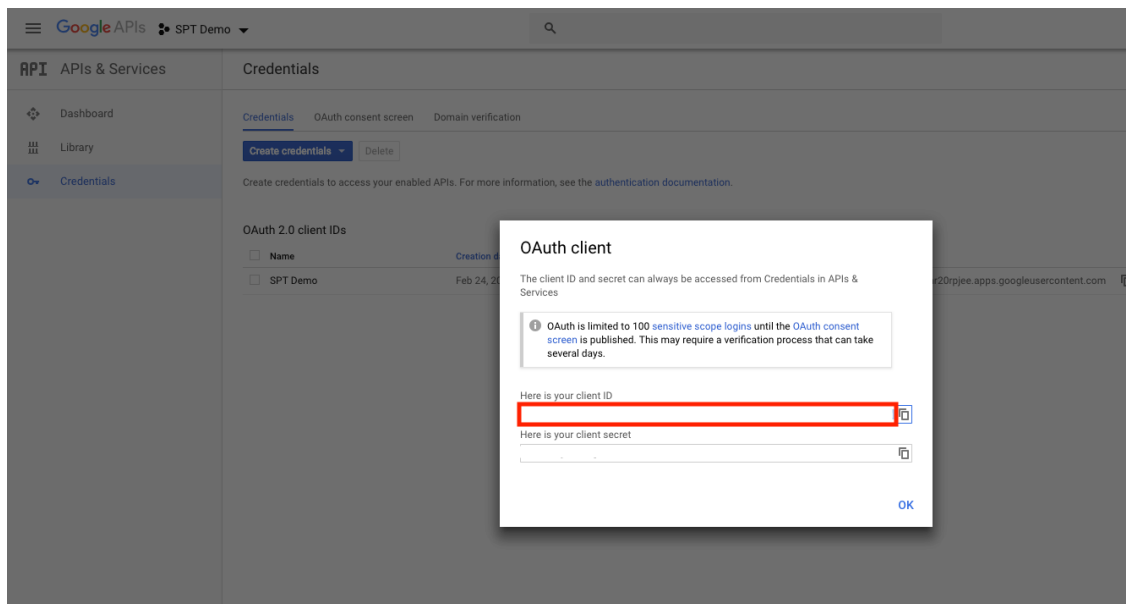 Google APIs SPT Demo
API APIs & Services
Credentials
Dashboard
Library
Credentials
Credentials OAuth consent screen Domain verification
Create credentials Delete
Create credentials to access your enabled APIs. For more information, see the authentication documentation.
OAuth 2.0 client IDs
Name Creation d
SPT Demo Feb 24, 20 r20rpjee.apps.googleusercontent.com
OAuth client
The client ID and secret can always be accessed from Credentials in APIs &
Services
OAuth is limited to 100 sensitive scope logins until the OAuth consent
screen is published. This may require a verification process that can take
several days.
Here is your client ID
Here is your client secret
OK